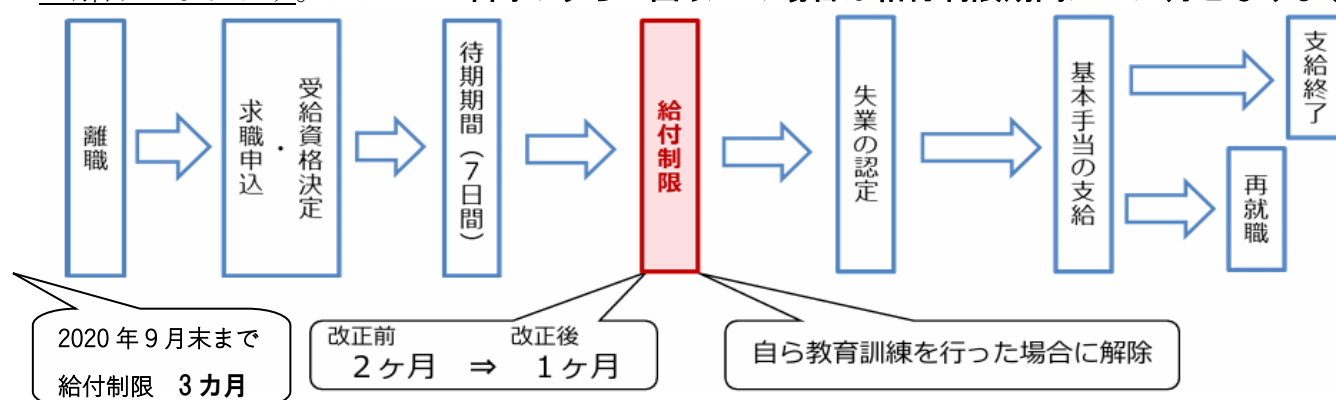 離職
求職申込
・
受給資格決定
待期期間（７日間）
給付制限
失業の認定
基本手当の支給
支給終了
再就職
2020年9月末まで
給付制限　3カ月
改正前　改正後
２ヶ月　⇒　１ヶ月
自ら教育訓練を行った場合に解除